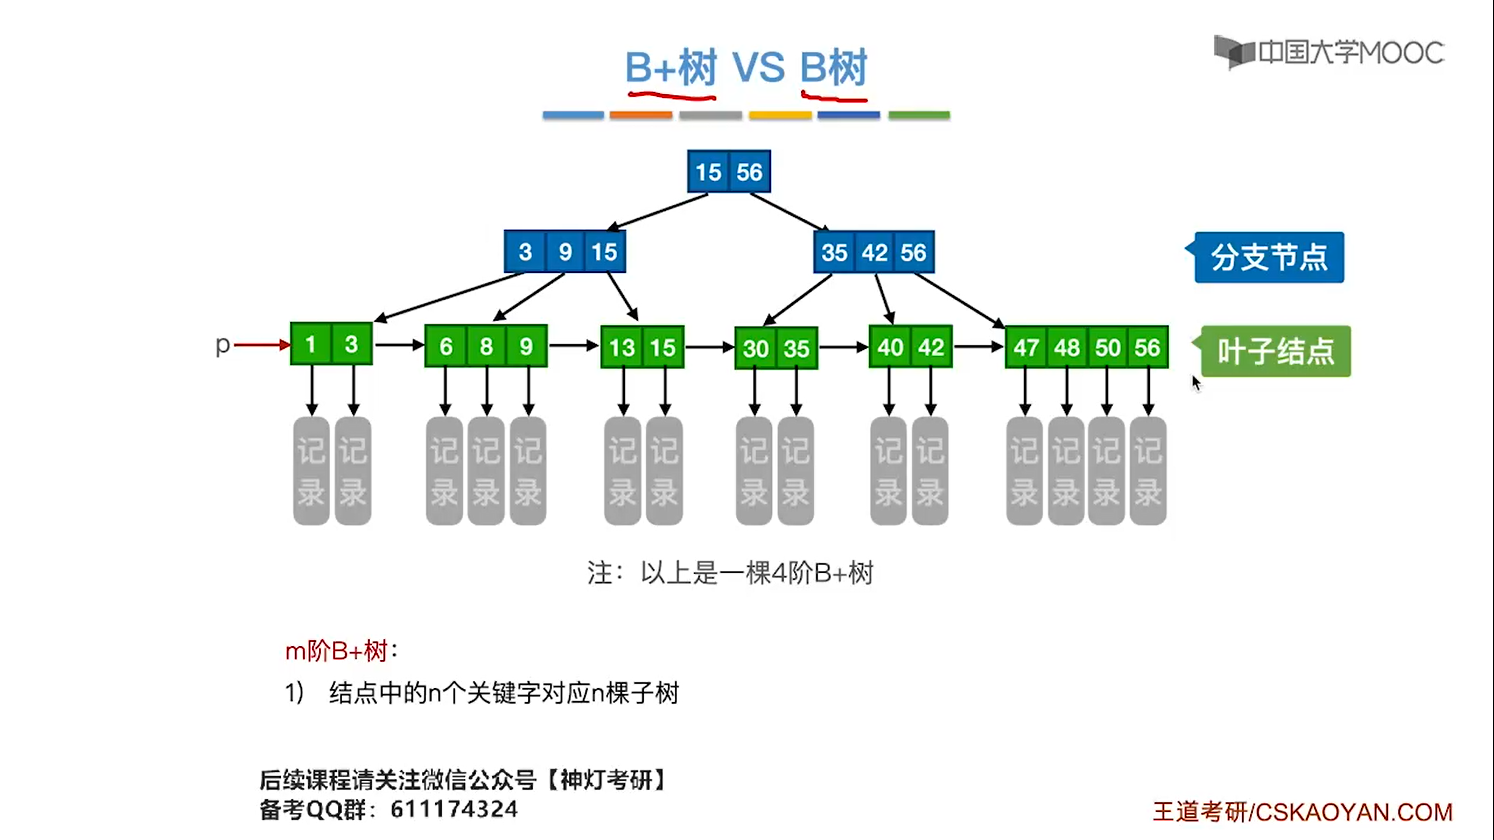 中国大学MOOC
B+树 VS B树
15 56
3 9 15 35 42 56
分支节点
p 1 3 6 8 9 13 15 30 35 40 42 47 48 50 56
叶子结点
记录 记录 记录 记录 记录 记录 记录 记录 记录 记录 记录 记录 记录 记录 记录
注：以上是一棵4阶B+树
m阶B+树：
1) 结点中的n个关键字对应n棵子树
后续课程请关注微信公众号【神灯考研】
备考QQ群：611174324
王道考研/CSKAOYAN.COM